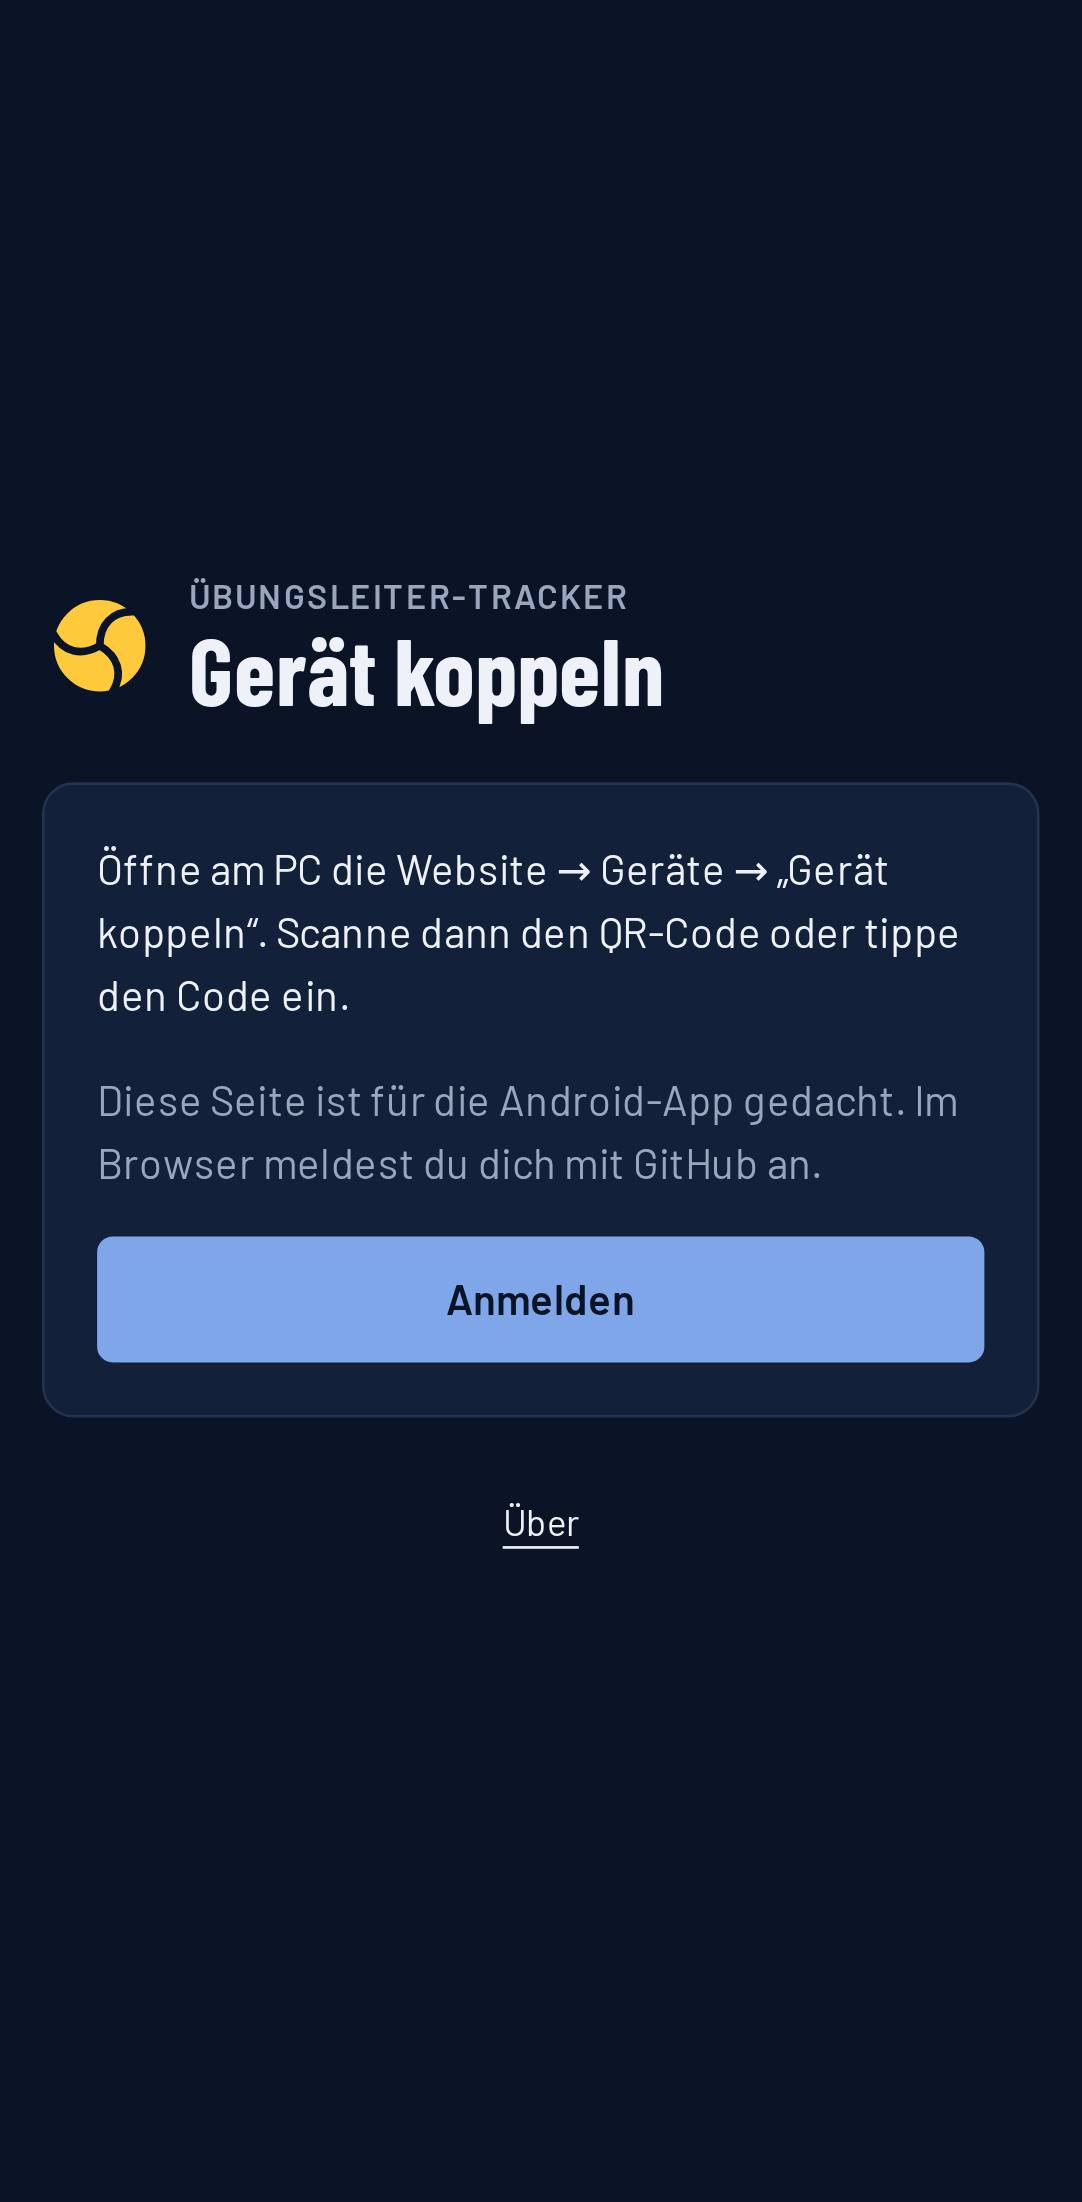 ÜBUNGSLEITER-TRACKER
Gerät koppeln
Öffne am PC die Website → Geräte → „Gerät
koppeln“. Scanne dann den QR-Code oder tippe
den Code ein.
Diese Seite ist für die Android-App gedacht. Im
Browser meldest du dich mit GitHub an.
Anmelden
Über